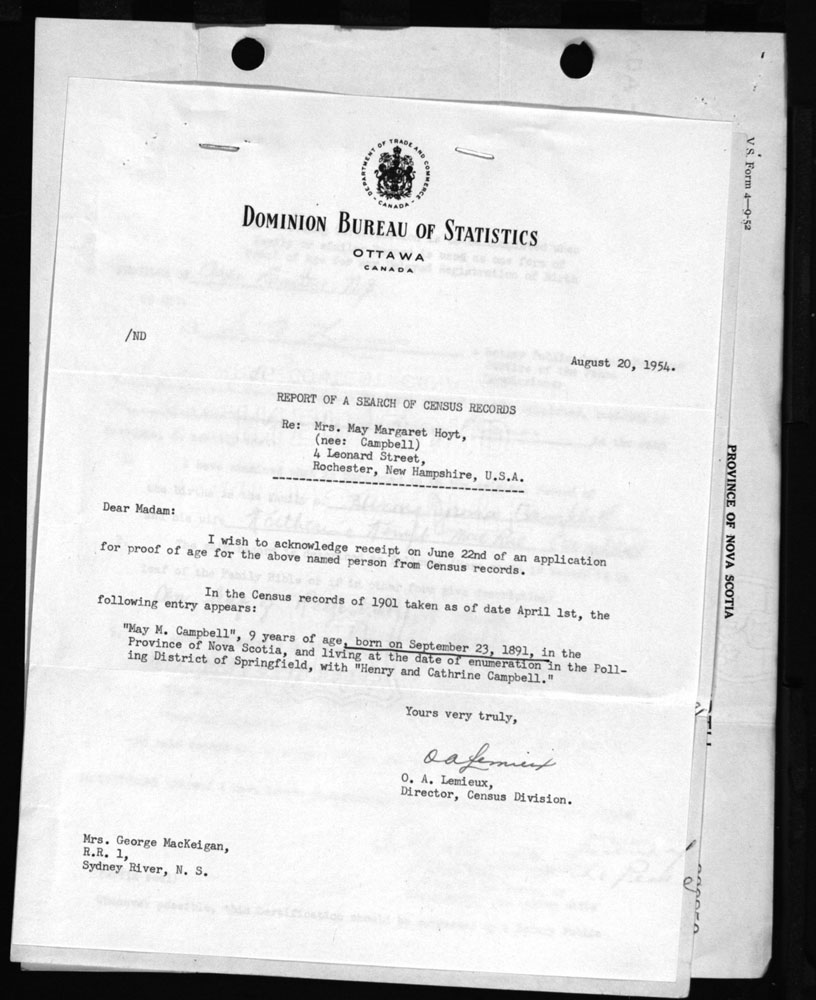 V. S. Form 4—9-52
DEPARTMENT OF TRADE AND COMMERCE
- CANADA -
DOMINION BUREAU OF STATISTICS
OTTAWA
CANADA
/ND
August 20, 1954.
REPORT OF A SEARCH OF CENSUS RECORDS
Re: Mrs. May Margaret Hoyt,
(nee: Campbell)
4 Leonard Street,
Rochester, New Hampshire, U.S.A.
Dear Madam:
I wish to acknowledge receipt on June 22nd of an application
for proof of age for the above named person from Census records.
In the Census records of 1901 taken as of date April 1st, the
following entry appears:
"May M. Campbell", 9 years of age, born on September 23, 1891, in the
Province of Nova Scotia, and living at the date of enumeration in the Poll-
ing District of Springfield, with "Henry and Cathrine Campbell."
Yours very truly,
O A Lemieux
O. A. Lemieux,
Director, Census Division.
Mrs. George MacKeigan,
R.R. 1,
Sydney River, N. S.
PROVINCE OF NOVA SCOTIA